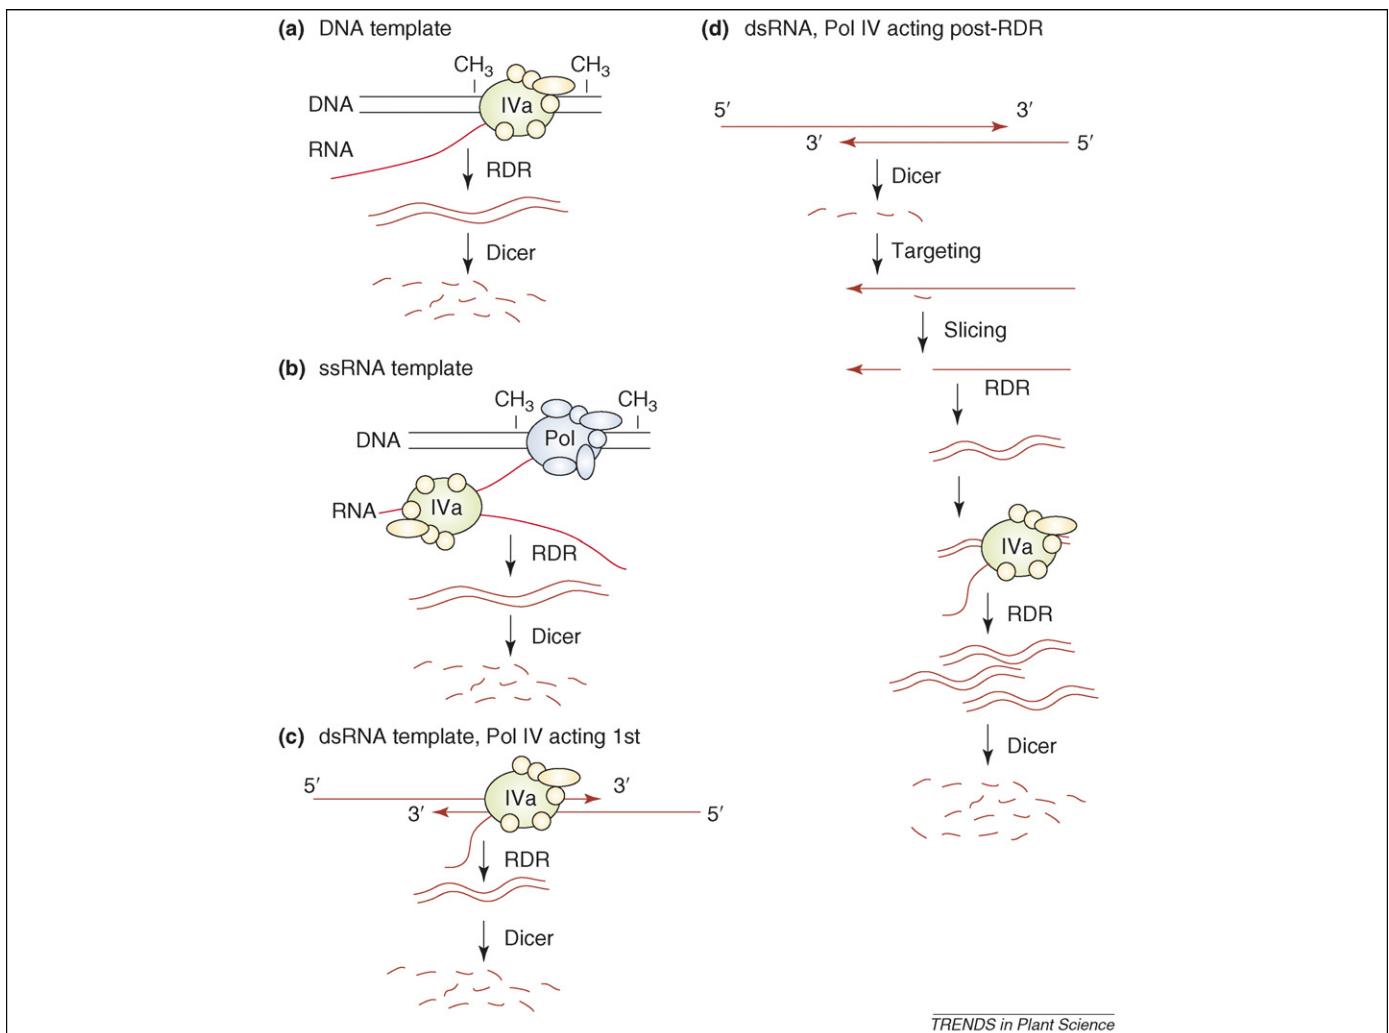 (a) DNA template
CH3 CH3
DNA IVa
RNA
RDR
Dicer
(b) ssRNA template
CH3 CH3
DNA Pol
RNA IVa
RDR
Dicer
(c) dsRNA template, Pol IV acting 1st
5′ IVa 3′
3′ 5′
RDR
Dicer
(d) dsRNA, Pol IV acting post-RDR
5′ 3′
3′ 5′
Dicer
Targeting
Slicing
RDR
IVa
RDR
Dicer
TRENDS in Plant Science